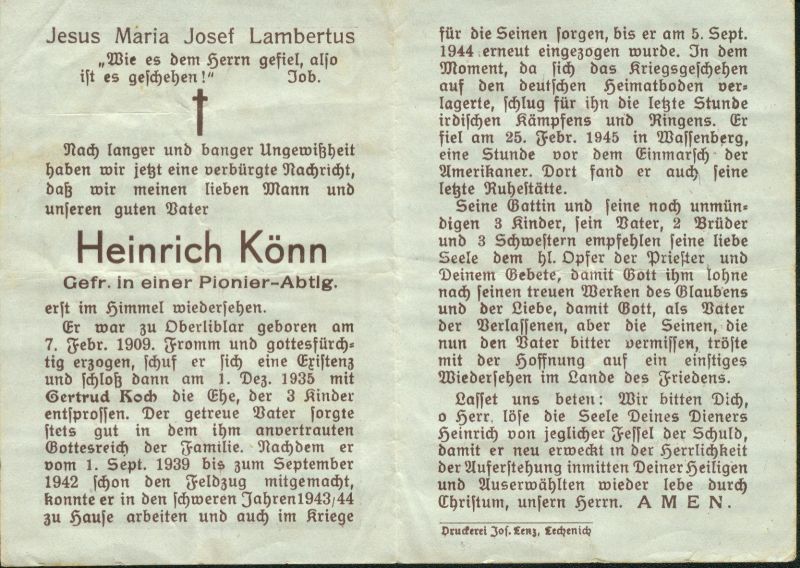 Jesus Maria Josef Lambertus
„Wie es dem Herrn gefiel, also
ist es geschehen!" Job.
Nach langer und banger Ungewißheit
haben wir jetzt eine verbürgte Nachricht,
daß wir meinen lieben Mann und
unseren guten Vater
Heinrich Könn
Gefr. in einer Pionier-Abtlg.
erst im Himmel wiedersehen.
Er war zu Oberliblar geboren am
7. Febr. 1909. Fromm und gottesfürch-
tig erzogen, schuf er sich eine Existenz
und schloß dann am 1. Dez. 1935 mit
Gertrud Koch die Ehe, der 3 Kinder
entsprossen. Der getreue Vater sorgte
stets gut in dem ihm anvertrauten
Gottesreich der Familie. Nachdem er
vom 1. Sept. 1939 bis zum September
1942 schon den Feldzug mitgemacht,
konnte er in den schweren Jahren 1943/44
zu Hause arbeiten und auch im Kriege
für die Seinen sorgen, bis er am 5. Sept.
1944 erneut eingezogen wurde. In dem
Moment, da sich das Kriegsgeschehen
auf den deutschen Heimatboden ver-
lagerte, schlug für ihn die letzte Stunde
irdischen Kämpfens und Ringens. Er
fiel am 25. Febr. 1945 in Wassenberg,
eine Stunde vor dem Einmarsch der
Amerikaner. Dort fand er auch seine
letzte Ruhestätte.
Seine Gattin und seine noch unmün-
digen 3 Kinder, sein Vater, 2 Brüder
und 3 Schwestern empfehlen seine liebe
Seele dem hl. Opfer der Priester und
Deinem Gebete, damit Gott ihm lohne
nach seinen treuen Werken des Glaubens
und der Liebe, damit Gott, als Vater
der Verlassenen, aber die Seinen, die
nun den Vater bitter vermissen, tröste
mit der Hoffnung auf ein einstiges
Wiedersehen im Lande des Friedens.
Lasset uns beten: Wir bitten Dich,
o Herr, löse die Seele Deines Dieners
Heinrich von jeglicher Fessel der Schuld,
damit er neu erweckt in der Herrlichkeit
der Auferstehung inmitten Deiner Heiligen
und Auserwählten wieder lebe durch
Christum, unsern Herrn. AMEN.
Druckerei Jos. Lenz, Lechenich